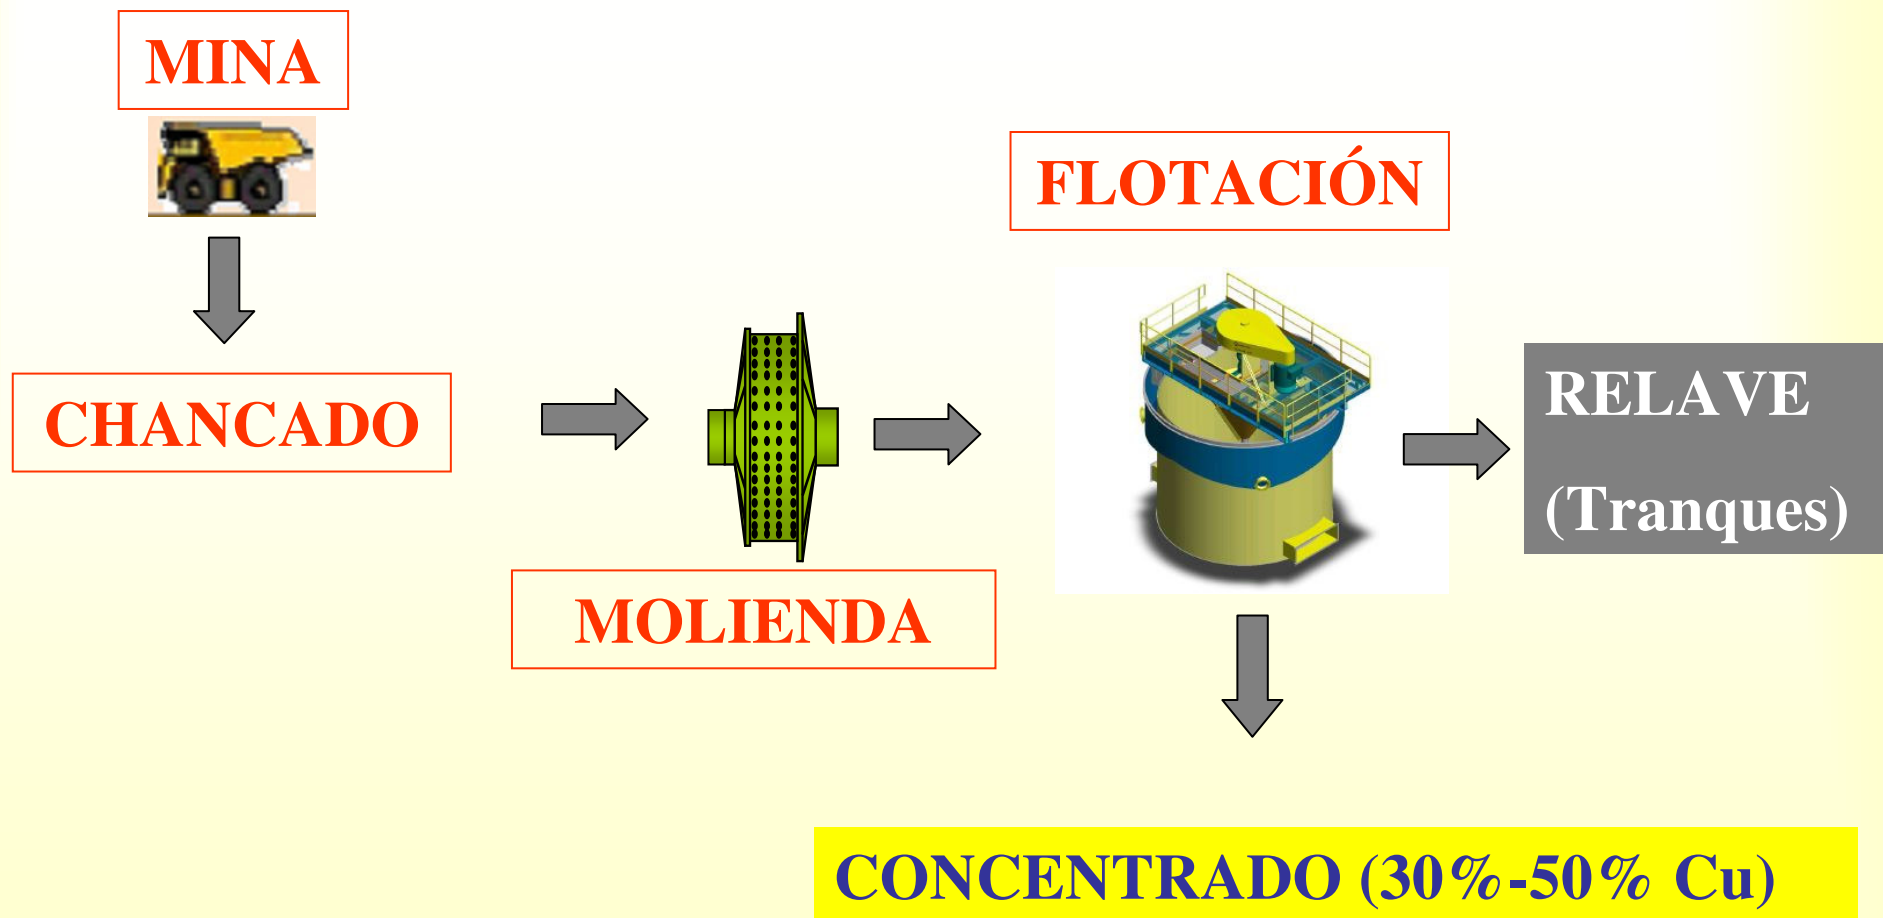 MINA
FLOTACIÓN
CHANCADO
RELAVE
(Tranques)
MOLIENDA
CONCENTRADO (30%-50% Cu)